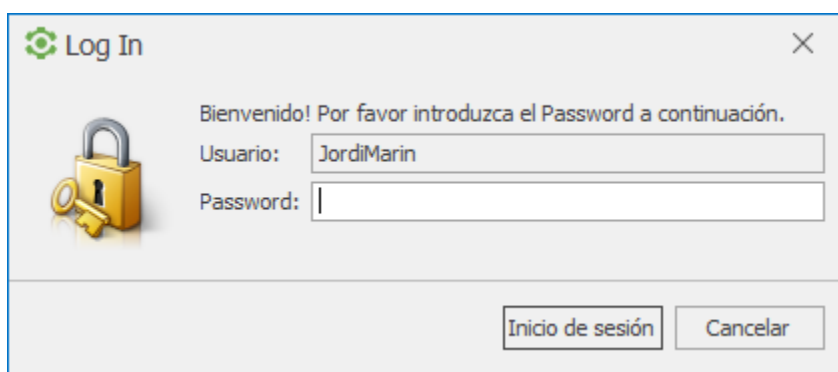 Log In
Bienvenido! Por favor introduzca el Password a continuación.
Usuario: JordiMarin
Password:
Inicio de sesión Cancelar